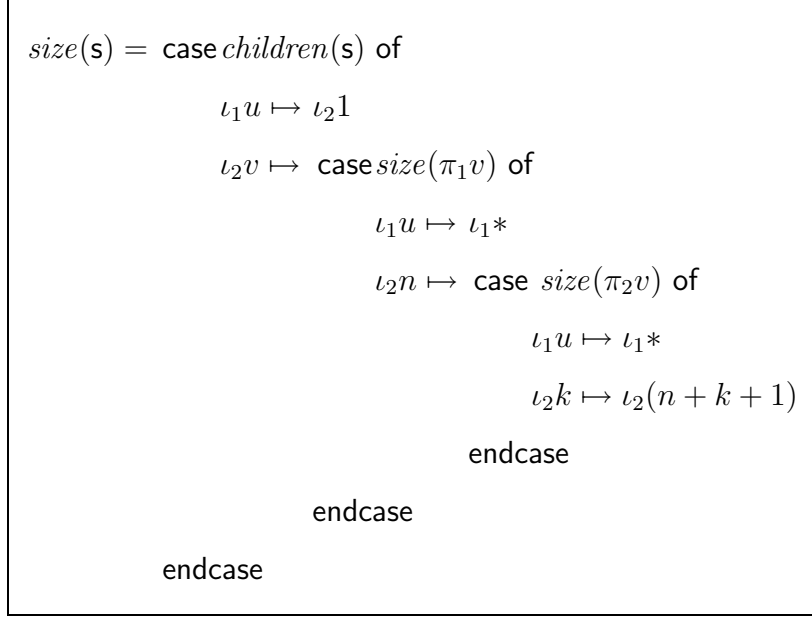 size(s) = case children(s) of
ι₁u ↦ ι₂1
ι₂v ↦ case size(π₁v) of
ι₁u ↦ ι₁*
ι₂n ↦ case size(π₂v) of
ι₁u ↦ ι₁*
ι₂k ↦ ι₂(n + k + 1)
endcase
endcase
endcase